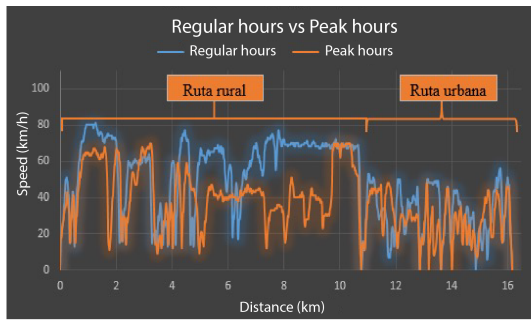 Regular hours vs Peak hours
Regular hours Peak hours
Ruta rural Ruta urbana
Speed (km/h)
100
80
60
40
20
0
0 2 4 6 8 10 12 14 16
Distance (km)